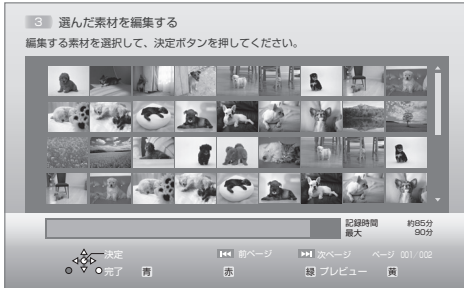 3 選んだ素材を編集する
編集する素材を選択して、決定ボタンを押してください。
記録時間 約85分
最大 90分
決定 前ページ 次ページ ページ 001/002
完了 青 赤 緑 プレビュー 黄